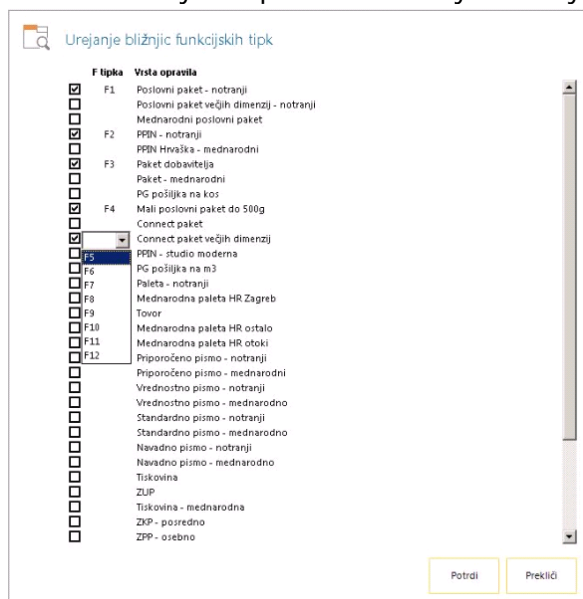 Urejanje bližnjic funkcijskih tipk
F tipka Vrsta opravila
F1 Poslovni paket - notranji
Poslovni paket večjih dimenzij - notranji
Mednarodni poslovni paket
F2 PPIN - notranji
PPIN Hrvaška - mednarodni
F3 Paket dobavitelja
Paket - mednarodni
PG pošiljka na kos
F4 Mali poslovni paket do 500g
Connect paket
Connect paket večjih dimenzij
F5 PPIN - studio moderna
F6 PG pošiljka na m3
F7 Paleta - notranji
F8 Mednarodna paleta HR Zagreb
F9 Tovor
F10 Mednarodna paleta HR ostalo
F11 Mednarodna paleta HR otoki
F12 Priporočeno pismo - notranji
Priporočeno pismo - mednarodni
Vrednostno pismo - notranji
Vrednostno pismo - mednarodno
Standardno pismo - notranji
Standardno pismo - mednarodno
Navadno pismo - notranji
Navadno pismo - mednarodno
Tiskovina
ZUP
Tiskovina - mednarodna
ZKP - posredno
ZPP - osebno
Potrdi Prekliči